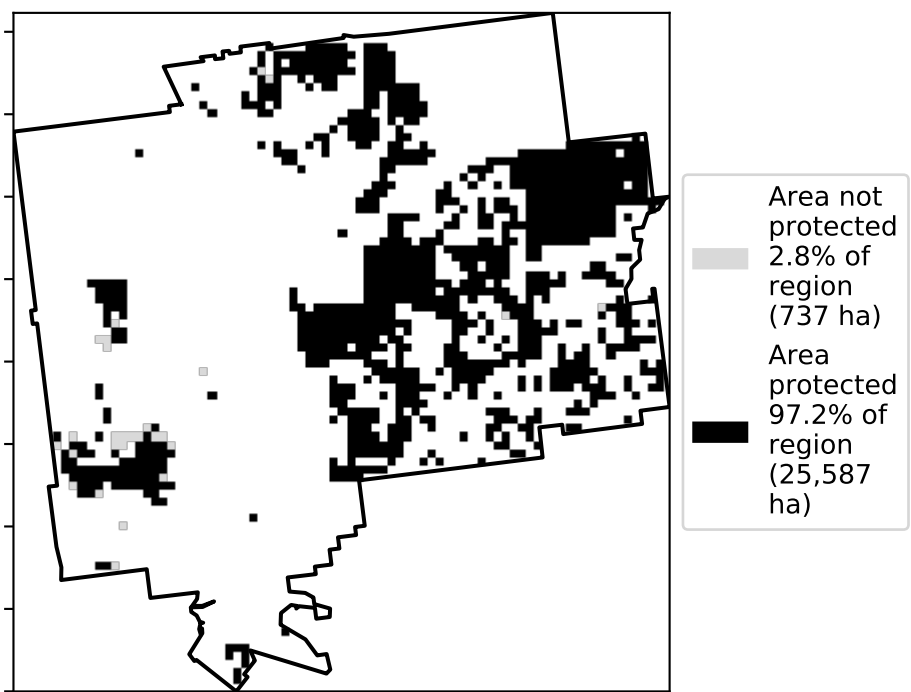 Area not
protected
2.8% of
region
(737 ha)
Area
protected
97.2% of
region
(25,587
ha)